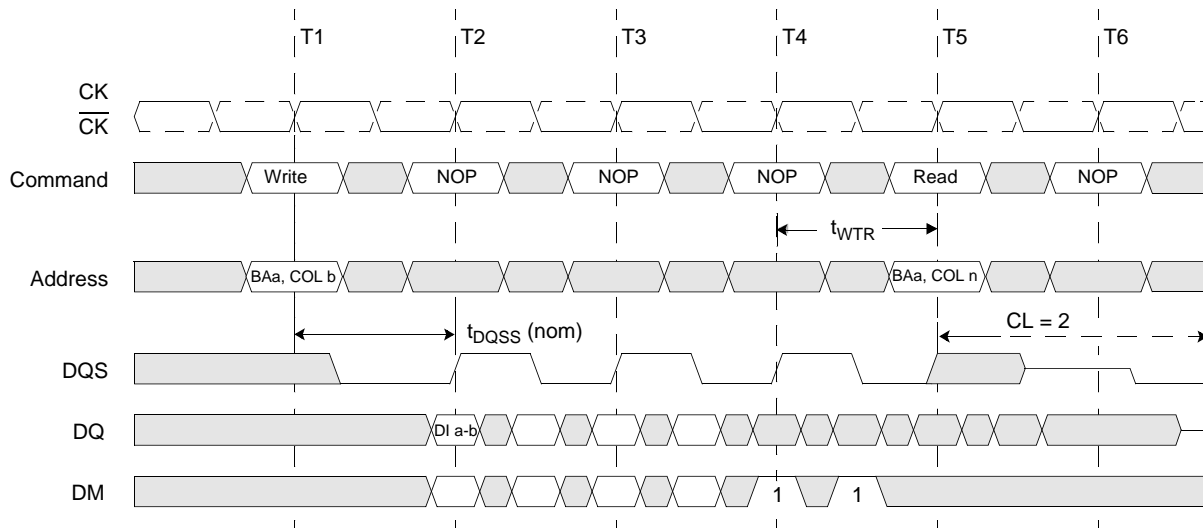 T1 T2 T3 T4 T5 T6
CK
CK
Command Write NOP NOP NOP Read NOP
tWTR
Address BAa, COL b BAa, COL n
tDQSS (nom) CL = 2
DQS
DQ DI a-b
DM 1 1